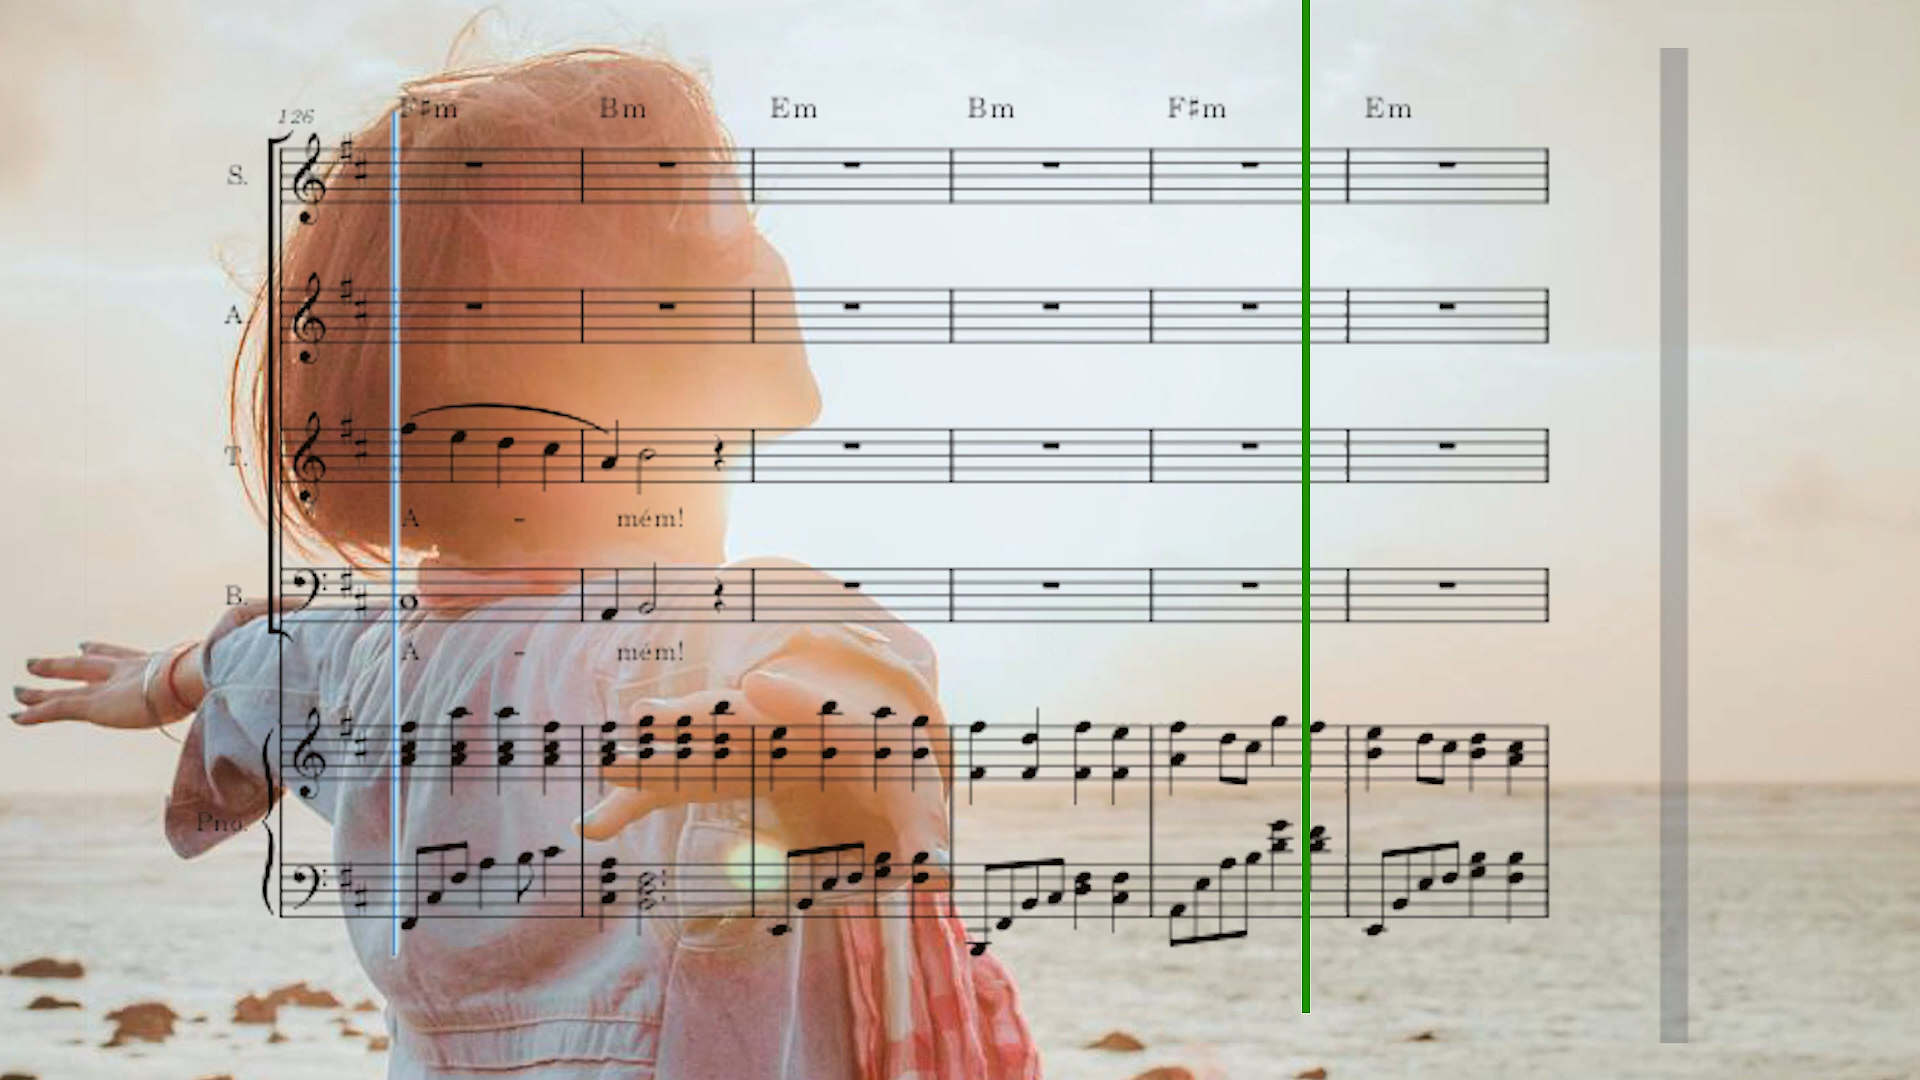 126 F♯m Bm Em Bm F♯m Em
S.
A.
T.
A - mém!
B.
A - mém!
Pno.